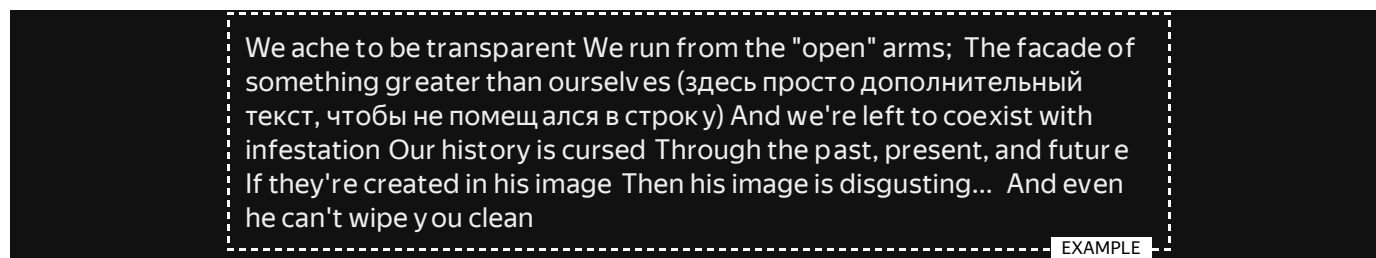 We ache to be transparent We run from the "open" arms; The facade of
something greater than ourselves (здесь просто дополнительный
текст, чтобы не помещался в строку) And we're left to coexist with
infestation Our history is cursed Through the past, present, and future
If they're created in his image Then his image is disgusting... And even
he can't wipe you clean
EXAMPLE